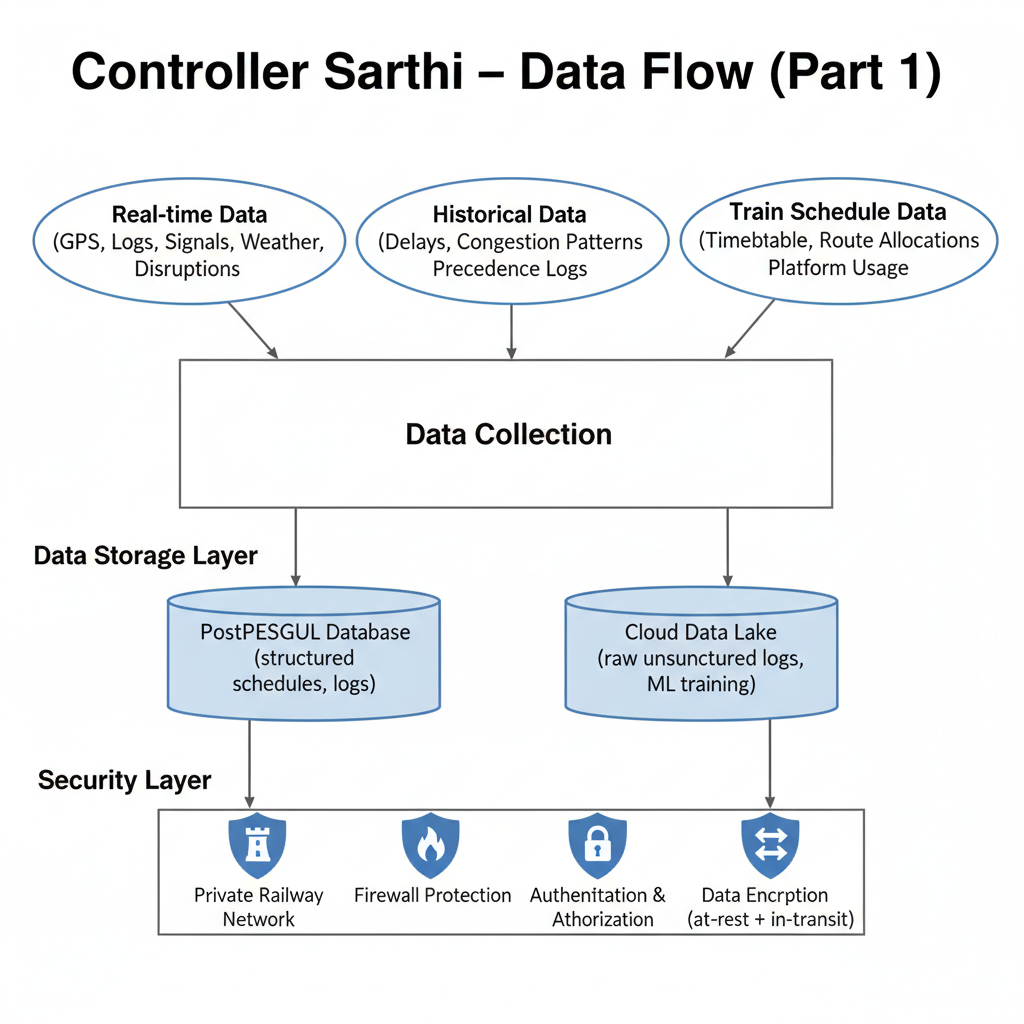 Controller Sarthi – Data Flow (Part 1)
Real-time Data
(GPS, Logs, Signals, Weather,
Disruptions
Historical Data
(Delays, Congestion Patterns
Precedence Logs
Train Schedule Data
(Timebtable, Route Allocations
Platform Usage
Data Collection
Data Storage Layer
PostPESGUL Database
(structured
schedules, logs)
Cloud Data Lake
(raw unsunctured logs,
ML training)
Security Layer
Private Railway
Network
Firewall Protection
Authenitation &
Athorization
Data Encrption
(at-rest + in-transit)